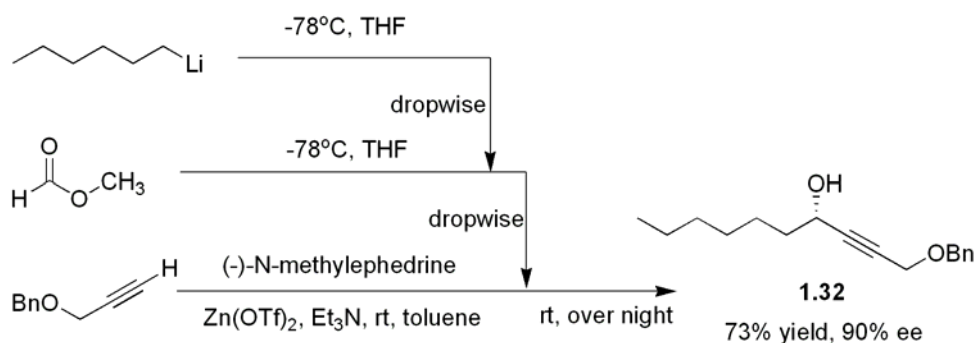 -78°C, THF
Li
dropwise
-78°C, THF
O
H
O
CH3
dropwise
OH
(-)-N-methylephedrine
H
BnO
OBn
Zn(OTf)2, Et3N, rt, toluene
rt, over night
1.32
73% yield, 90% ee